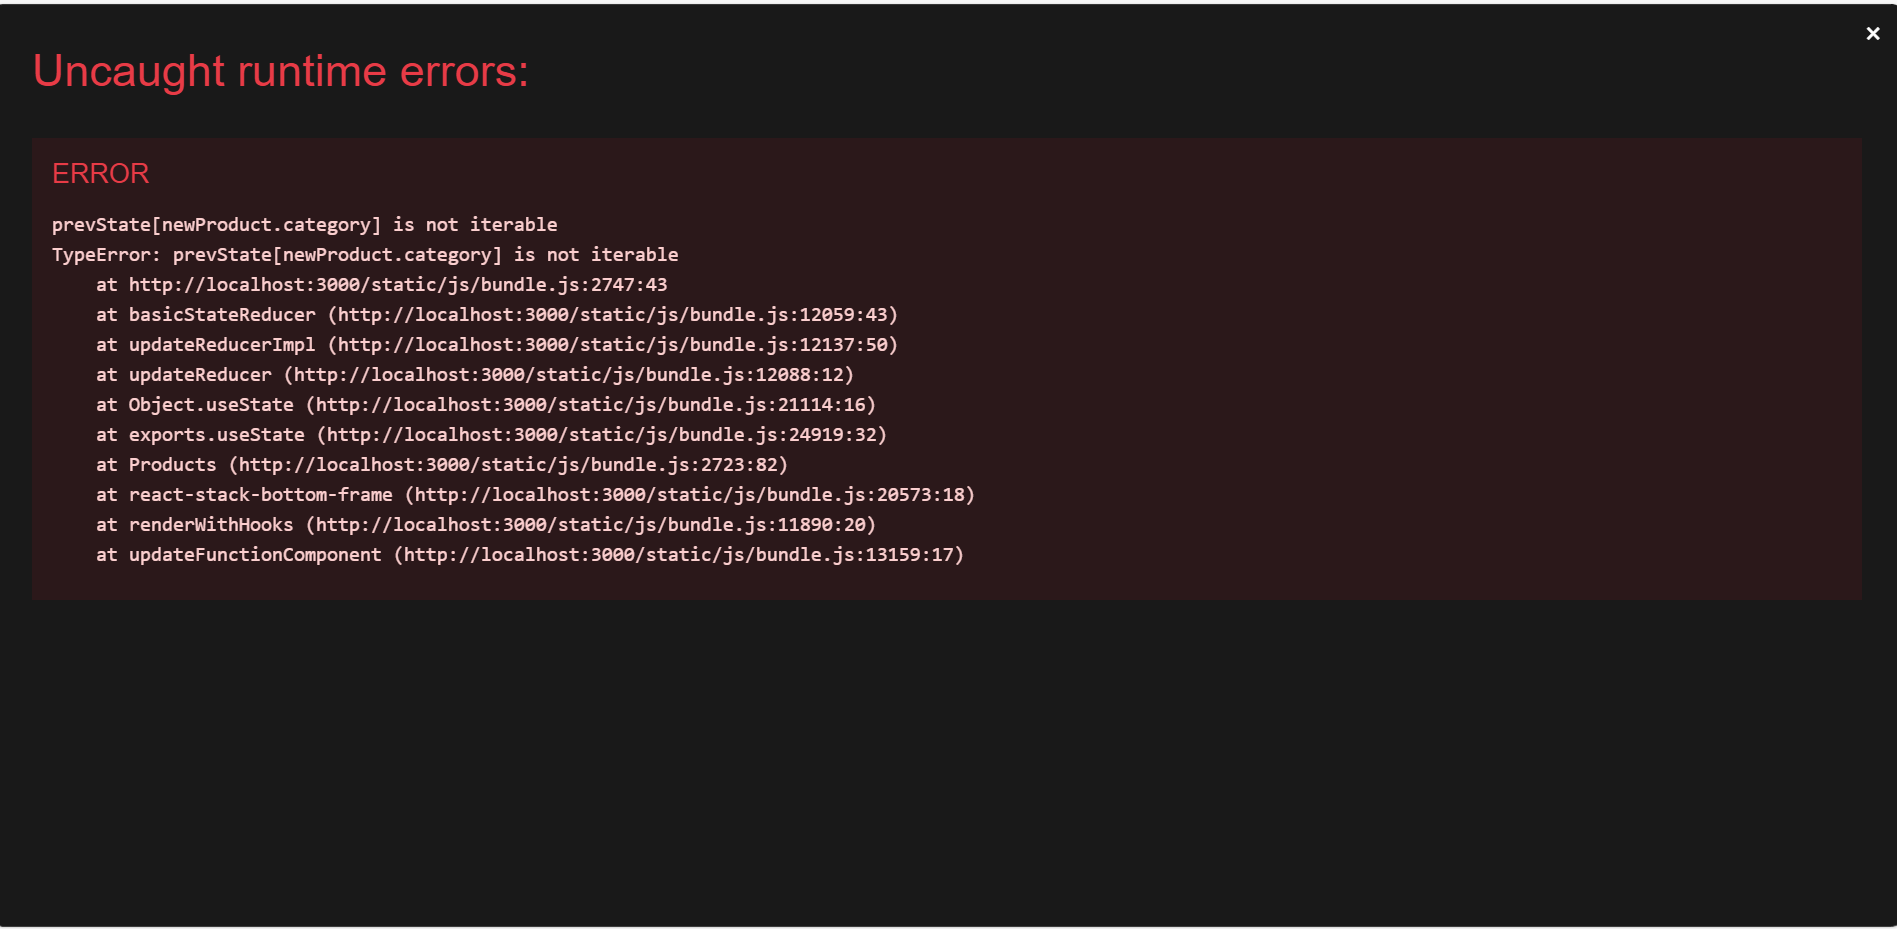 ×
Uncaught runtime errors:
ERROR
prevState[newProduct.category] is not iterable
TypeError: prevState[newProduct.category] is not iterable
    at http://localhost:3000/static/js/bundle.js:2747:43
    at basicStateReducer (http://localhost:3000/static/js/bundle.js:12059:43)
    at updateReducerImpl (http://localhost:3000/static/js/bundle.js:12137:50)
    at updateReducer (http://localhost:3000/static/js/bundle.js:12088:12)
    at Object.useState (http://localhost:3000/static/js/bundle.js:21114:16)
    at exports.useState (http://localhost:3000/static/js/bundle.js:24919:32)
    at Products (http://localhost:3000/static/js/bundle.js:2723:82)
    at react-stack-bottom-frame (http://localhost:3000/static/js/bundle.js:20573:18)
    at renderWithHooks (http://localhost:3000/static/js/bundle.js:11890:20)
    at updateFunctionComponent (http://localhost:3000/static/js/bundle.js:13159:17)